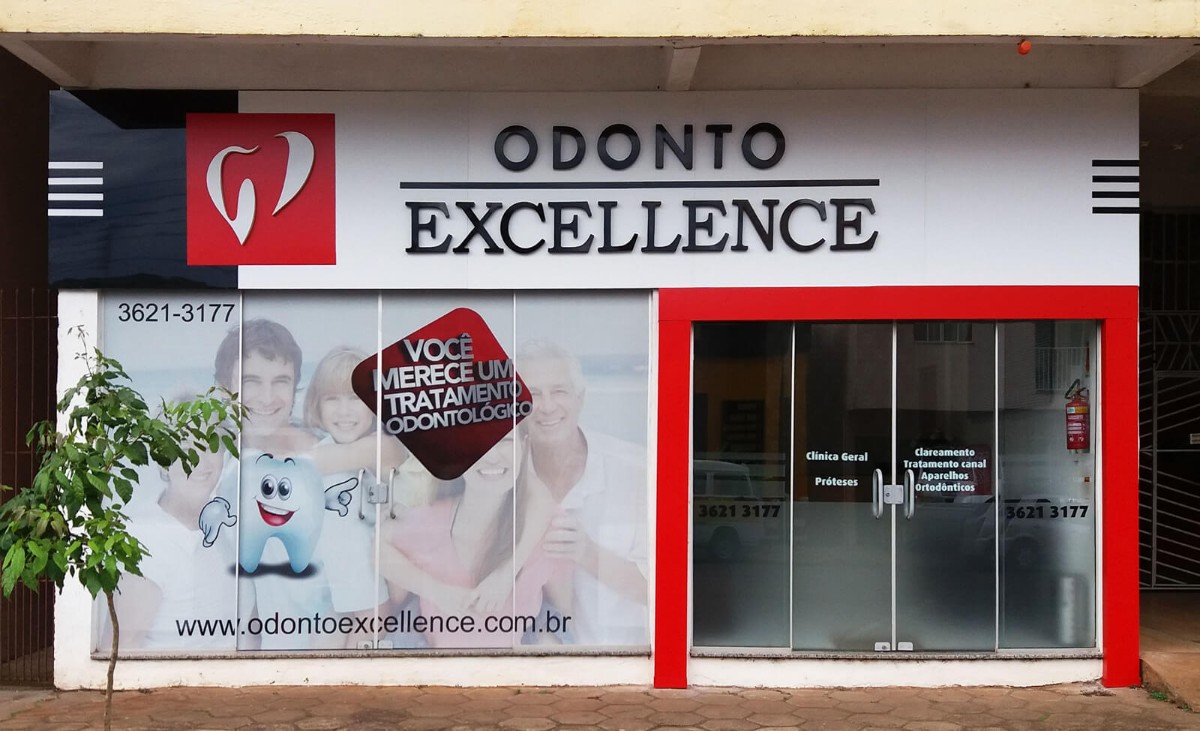 ODONTO
EXCELLENCE
3621-3177
VOCÊ
MERECE UM
TRATAMENTO
ODONTOLÓGICO
www.odontoexcellence.com.br
Clínica Geral
Próteses
Clareamento
Tratamento canal
Aparelhos
Ortodônticos
3621 3177
3621 3177